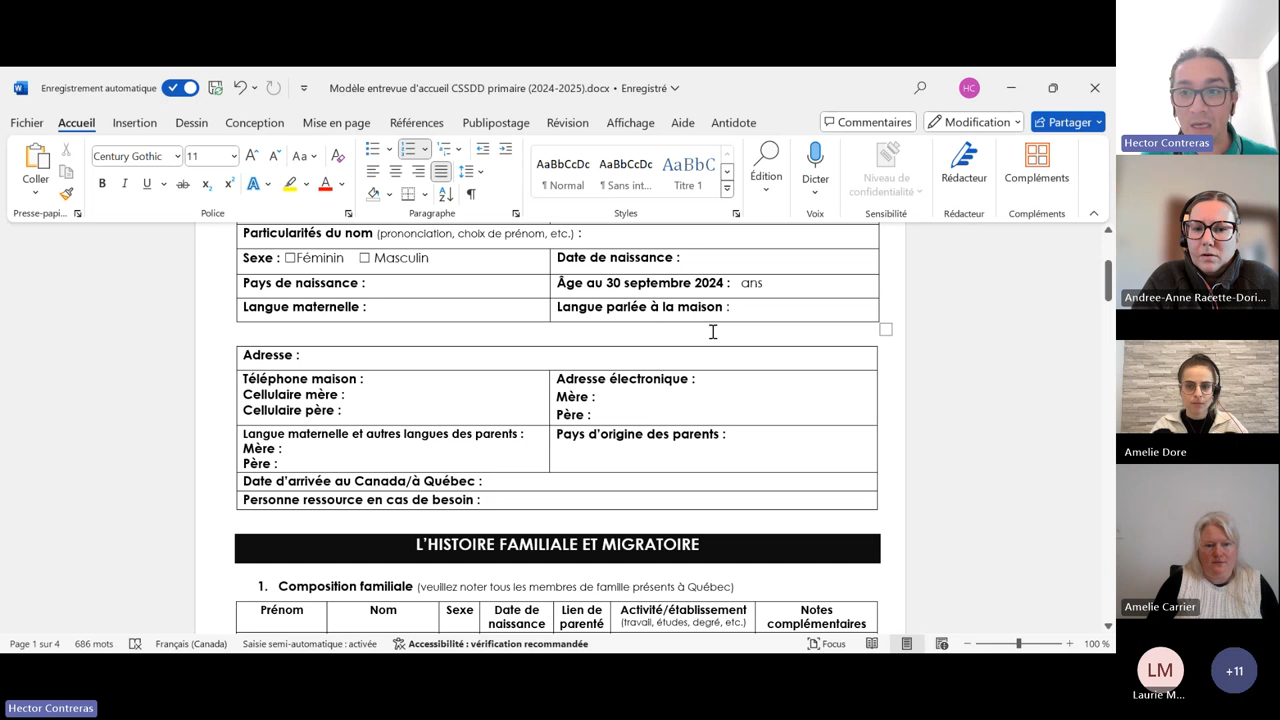 Enregistrement automatique
Modèle entrevue d'accueil CSSDD primaire (2024-2025).docx • Enregistré
HC
Fichier Accueil Insertion Dessin Conception Mise en page Références Publipostage Révision Affichage Aide Antidote
Commentaires Modification Partager
Coller
Century Gothic 11
AaBbCcDc AaBbCcDc AaBbC
¶ Normal ¶ Sans int... Titre 1
Édition
Dicter
Niveau de confidentialité
Rédacteur
Compléments
Presse-papi... Police Paragraphe Styles Voix Sensibilité Rédacteur Compléments
Particularités du nom (prononciation, choix de prénom, etc.) :
Sexe : ☐Féminin ☐ Masculin
Date de naissance :
Pays de naissance :
Âge au 30 septembre 2024 : ans
Langue maternelle :
Langue parlée à la maison :
Adresse :
Téléphone maison :
Cellulaire mère :
Cellulaire père :
Adresse électronique :
Mère :
Père :
Langue maternelle et autres langues des parents :
Mère :
Père :
Pays d'origine des parents :
Date d'arrivée au Canada/à Québec :
Personne ressource en cas de besoin :
L'HISTOIRE FAMILIALE ET MIGRATOIRE
1. Composition familiale (veuillez noter tous les membres de famille présents à Québec)
Prénom
Nom
Sexe
Date de naissance
Lien de parenté
Activité/établissement
(travail, études, degré, etc.)
Notes complémentaires
Page 1 sur 4 686 mots Français (Canada) Saisie semi-automatique : activée Accessibilité : vérification recommandée Focus 100 %
Hector Contreras
Hector Contreras
Andree-Anne Racette-Dori...
Amelie Dore
Amelie Carrier
LM
Laurie M...
+11